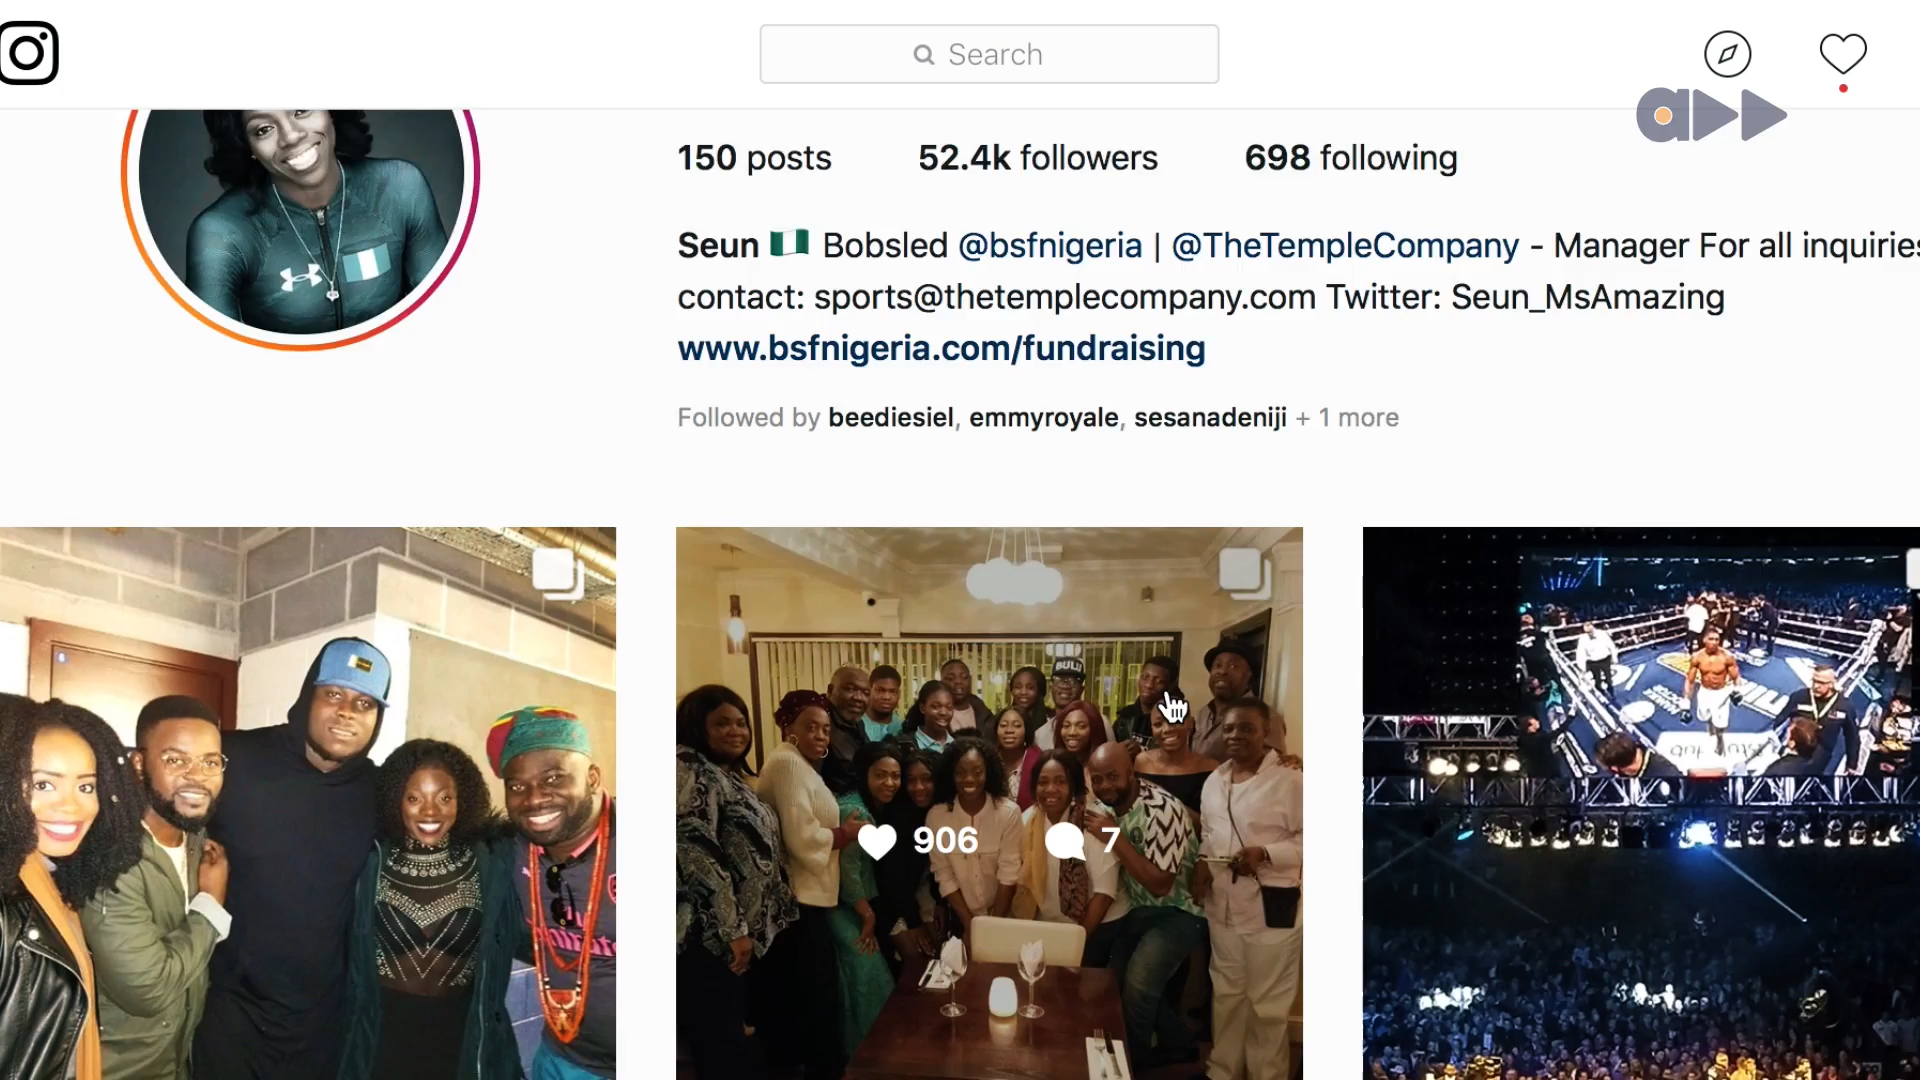 Search
150 posts 52.4k followers 698 following
Seun 🇳🇬 Bobsled @bsfnigeria | @TheTempleCompany - Manager For all inquiries
contact: sports@thetemplecompany.com Twitter: Seun_MsAmazing
www.bsfnigeria.com/fundraising
Followed by beediesiel, emmyroyale, sesanadeniji + 1 more
BULL
906 7